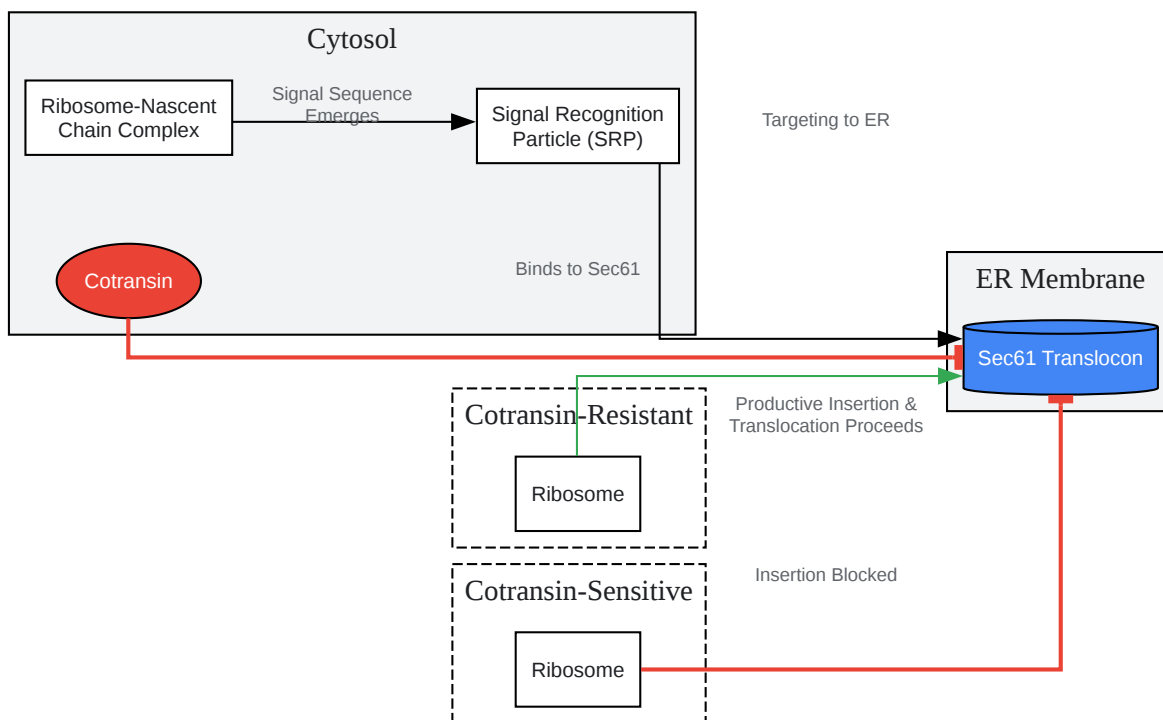 Cytosol
Ribosome-Nascent
Chain Complex
Signal Sequence
Emerges
Signal Recognition
Particle (SRP)
Targeting to ER
Cotransin
Binds to Sec61
ER Membrane
Sec61 Translocon
Cotransin-Resistant
Productive Insertion &
Translocation Proceeds
Ribosome
Cotransin-Sensitive
Insertion Blocked
Ribosome